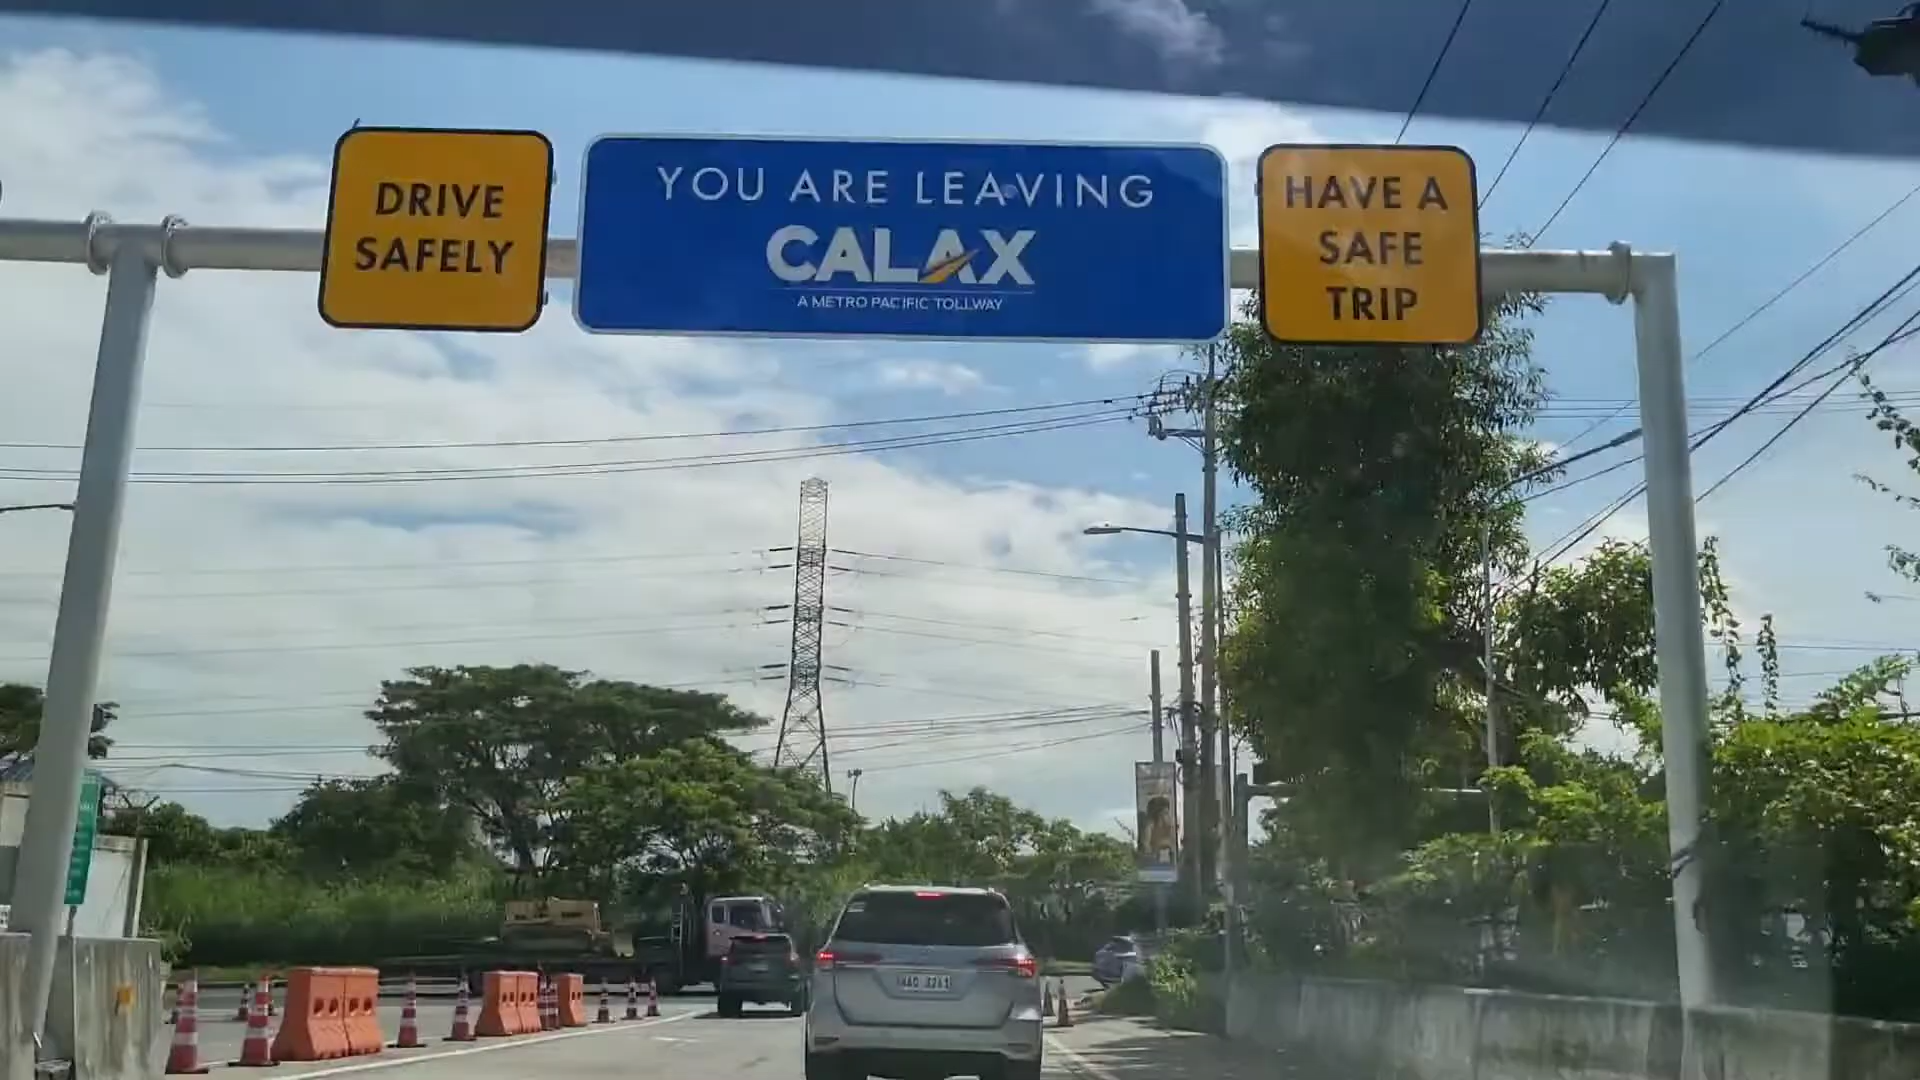 DRIVE
SAFELY
YOU ARE LEAVING
CALAX
A METRO PACIFIC TOLLWAY
HAVE A
SAFE
TRIP